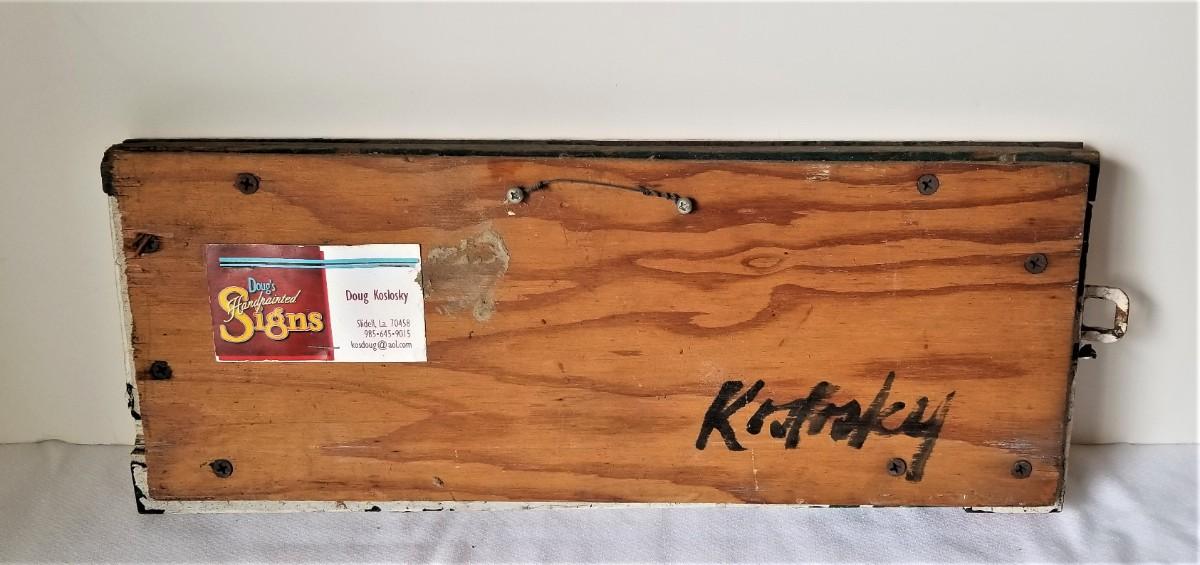 Doug's
Handpainted
Signs
Doug Koslosky
Slidell, La. 70458
985•645•9015
kosdoug@aol.com
Koslosky